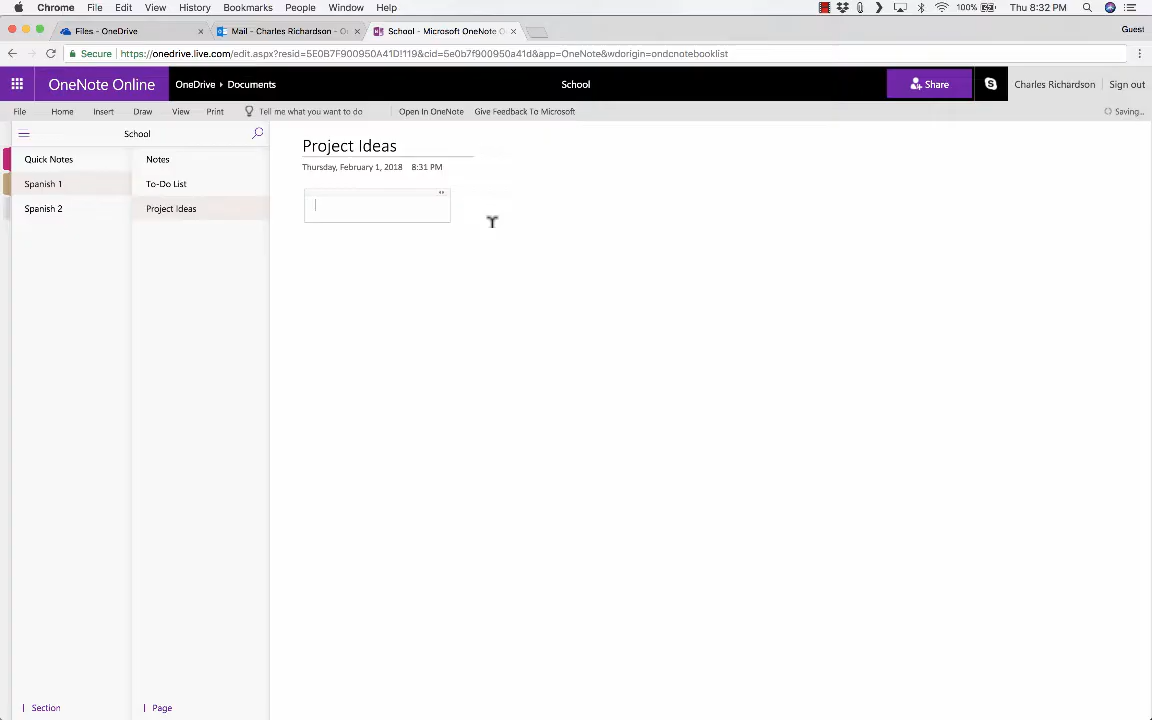 Chrome File Edit View History Bookmarks People Window Help 100% Thu 8:32 PM
Files - OneDrive Mail - Charles Richardson - Ou School - Microsoft OneNote O Guest
Secure https://onedrive.live.com/edit.aspx?resid=5E0B7F900950A41D!119&cid=5e0b7f900950a41d&app=OneNote&wdorigin=ondcnotebooklist
OneNote Online OneDrive Documents School Share Charles Richardson Sign out
File Home Insert Draw View Print Tell me what you want to do Open In OneNote Give Feedback To Microsoft Saving...
School
Quick Notes
Spanish 1
Spanish 2
Notes
To-Do List
Project Ideas
Project Ideas
Thursday, February 1, 2018 8:31 PM
Section Page